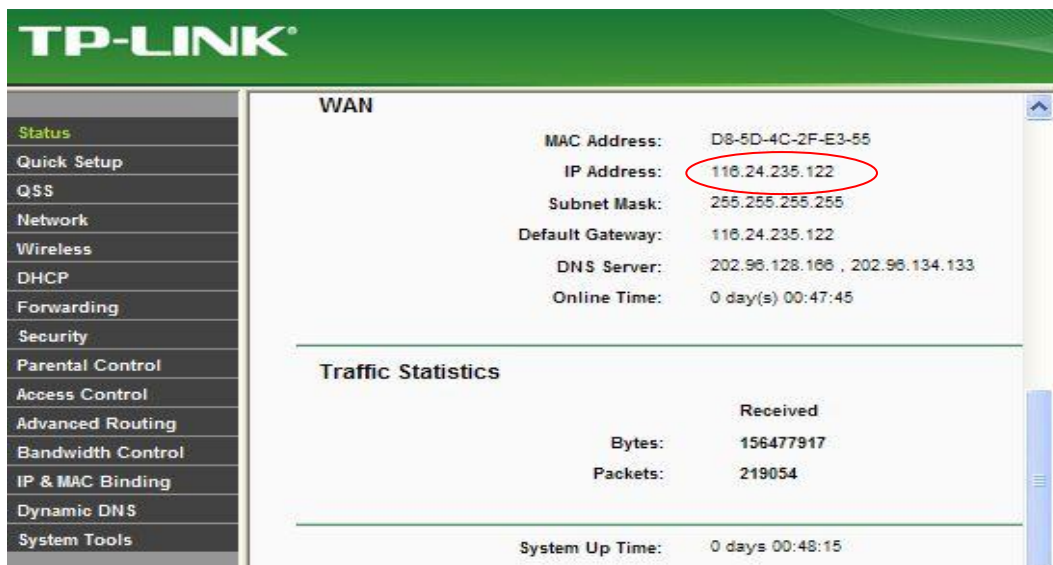 TP-LINK®
Status
Quick Setup
QSS
Network
Wireless
DHCP
Forwarding
Security
Parental Control
Access Control
Advanced Routing
Bandwidth Control
IP & MAC Binding
Dynamic DNS
System Tools
WAN
MAC Address: D8-5D-4C-2F-E3-55
IP Address: 116.24.235.122
Subnet Mask: 255.255.255.255
Default Gateway: 116.24.235.122
DNS Server: 202.96.128.166 , 202.96.134.133
Online Time: 0 day(s) 00:47:45
Traffic Statistics
Received
Bytes: 156477917
Packets: 219054
System Up Time: 0 days 00:48:15